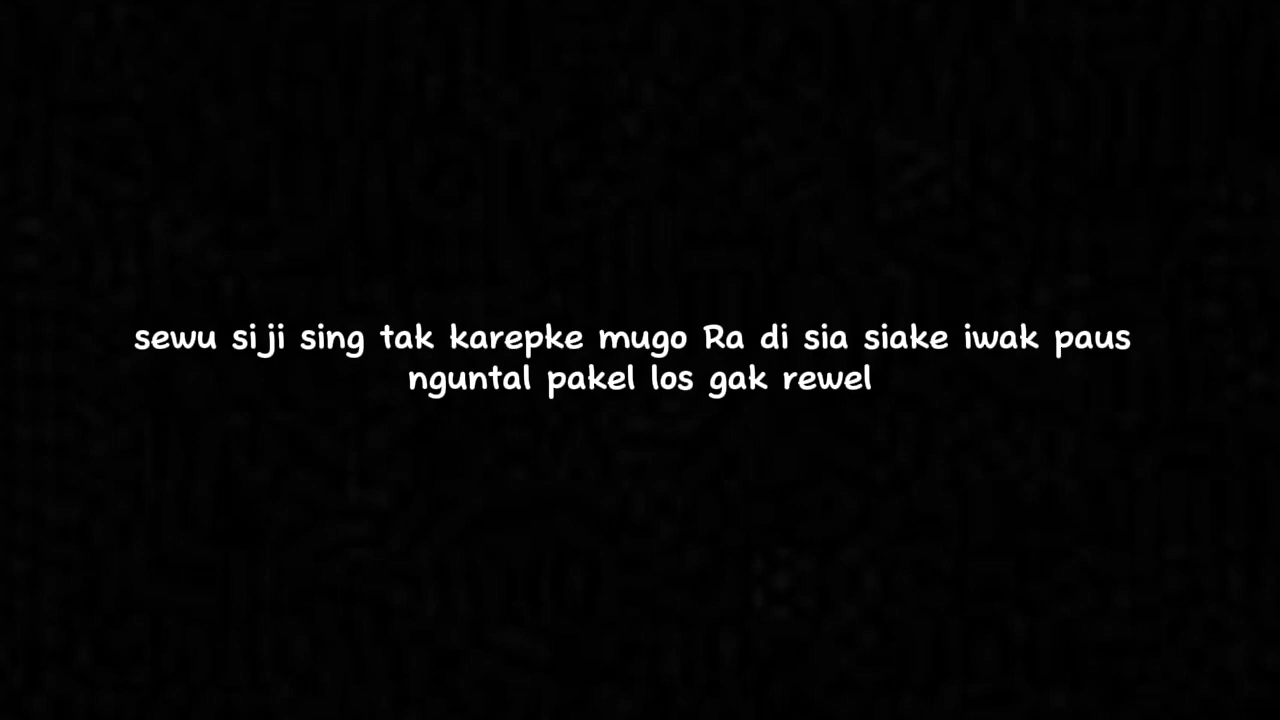 sewu siji sing tak karepke mugo Ra di sia siake iwak paus
nguntal pakel los gak rewel